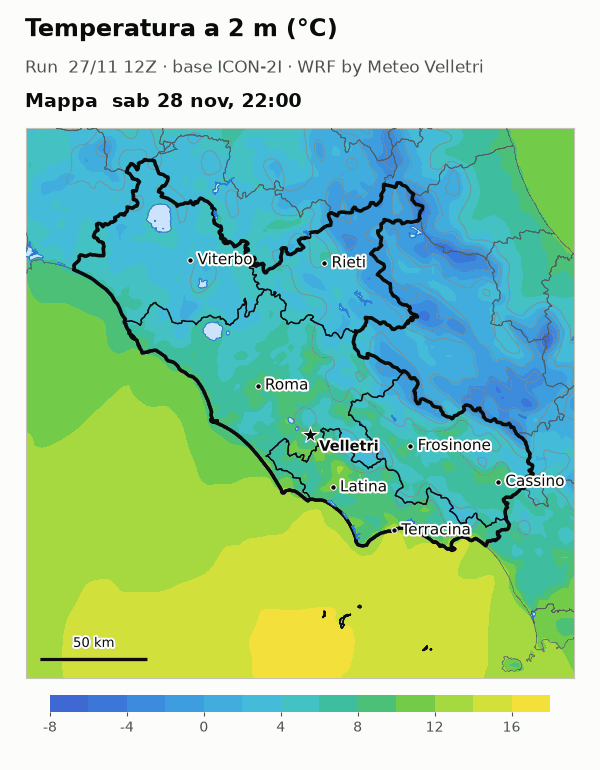 Temperatura a 2 m (°C)
Run  27/11 12Z · base ICON-2I · WRF by Meteo Velletri
Mappa  sab 28 nov, 22:00
Viterbo
Rieti
Roma
Velletri
Frosinone
Cassino
Latina
Terracina
50 km
-8 -4 0 4 8 12 16